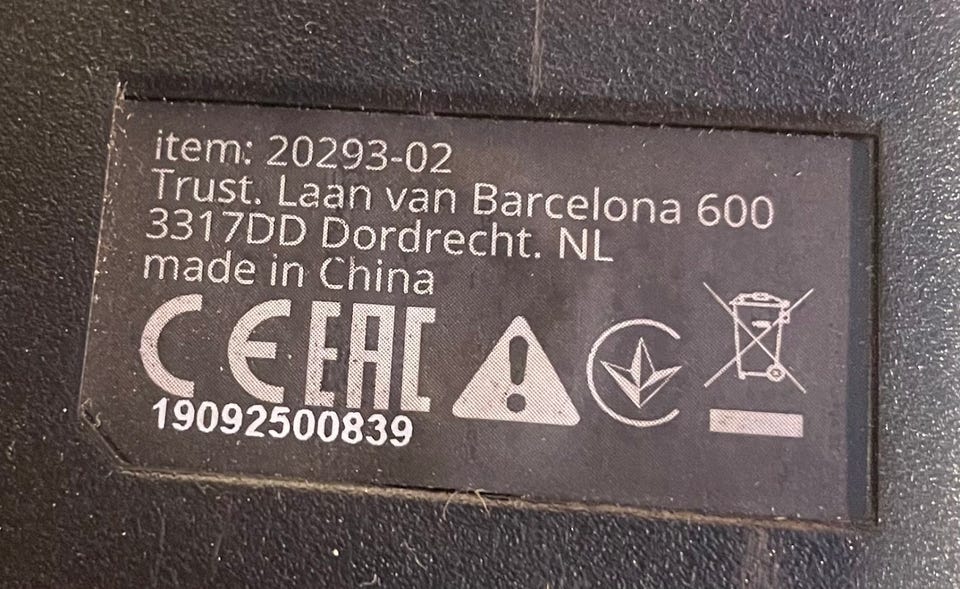 item: 20293-02
Trust. Laan van Barcelona 600
3317DD Dordrecht. NL
made in China
CE EAC
19092500839